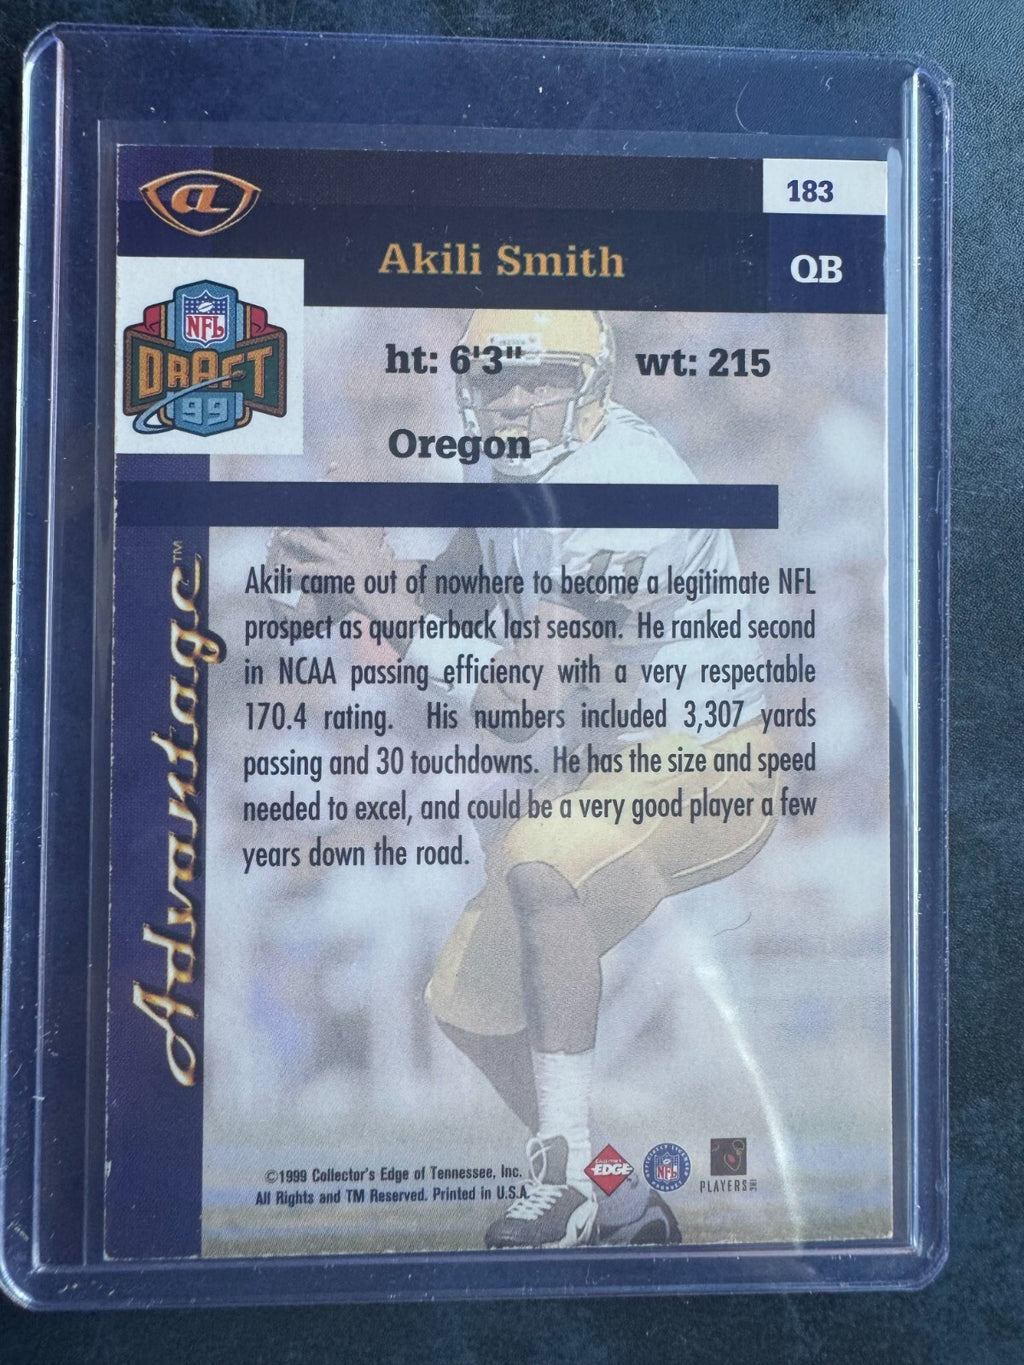 a
183
Akili Smith
QB
NFL
DRAFT
99
ht: 6'3"
wt: 215
Oregon
Advantage™
Akili came out of nowhere to become a legitimate NFL
prospect as quarterback last season. He ranked second
in NCAA passing efficiency with a very respectable
170.4 rating. His numbers included 3,307 yards
passing and 30 touchdowns. He has the size and speed
needed to excel, and could be a very good player a few
years down the road.
©1999 Collector's Edge of Tennessee, Inc.
All Rights and TM Reserved. Printed in U.S.A.
EDGE
NFL
PLAYERS